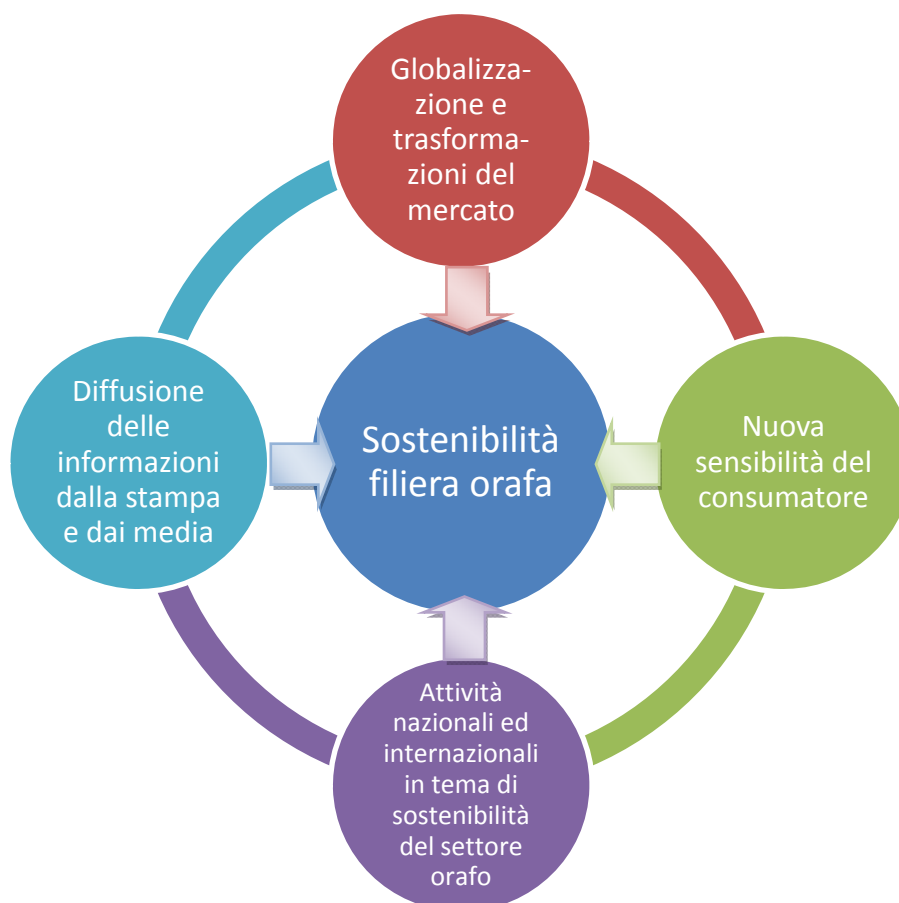 Globalizza-
zione e
trasforma-
zioni del
mercato
Diffusione
delle
informazioni
dalla stampa
e dai media
Sostenibilità
filiera orafa
Nuova
sensibilità del
consumatore
Attività
nazionali ed
internazionali
in tema di
sostenibilità
del settore
orafo